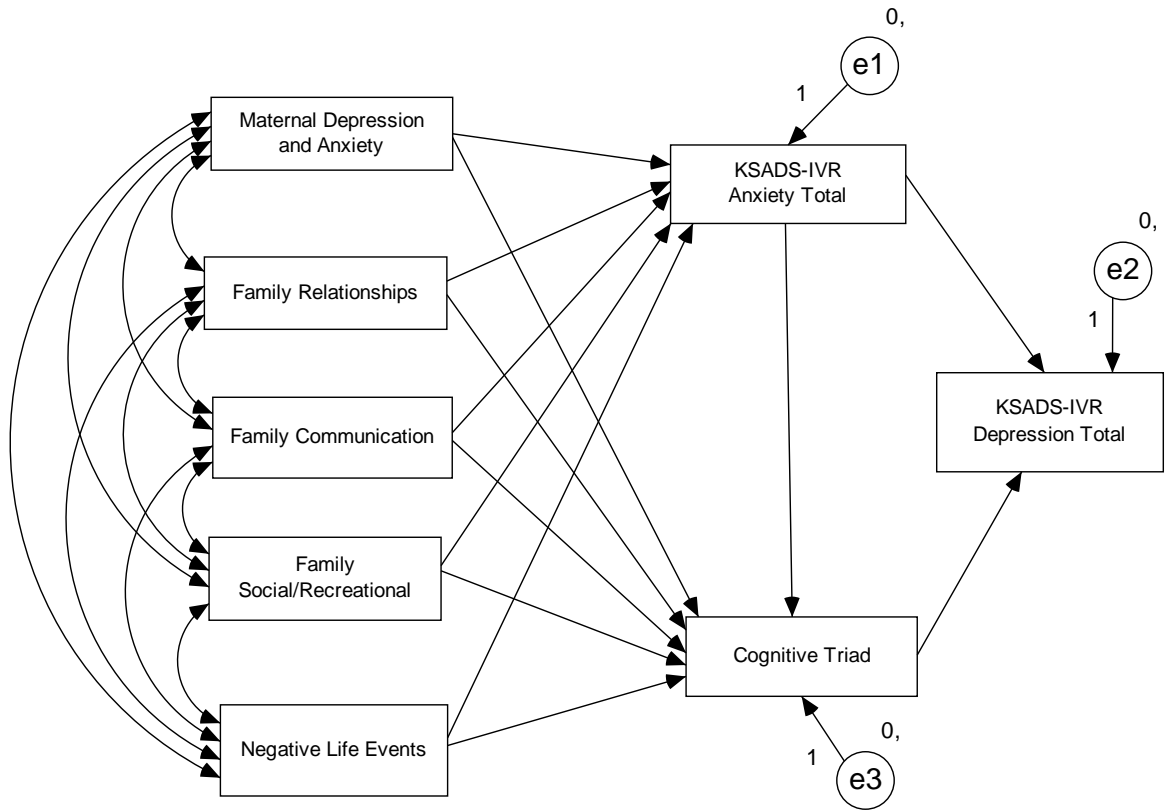 0,
e1
1
Maternal Depression
and Anxiety
KSADS-IVR
Anxiety Total
0,
e2
1
Family Relationships
KSADS-IVR
Depression Total
Family Communication
Family
Social/Recreational
Cognitive Triad
Negative Life Events
0,
1
e3